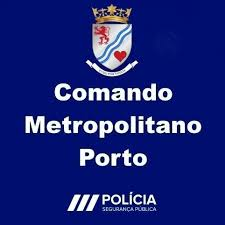 Comando
Metropolitano
Porto
POLÍCIA
SEGURANÇA PÚBLICA